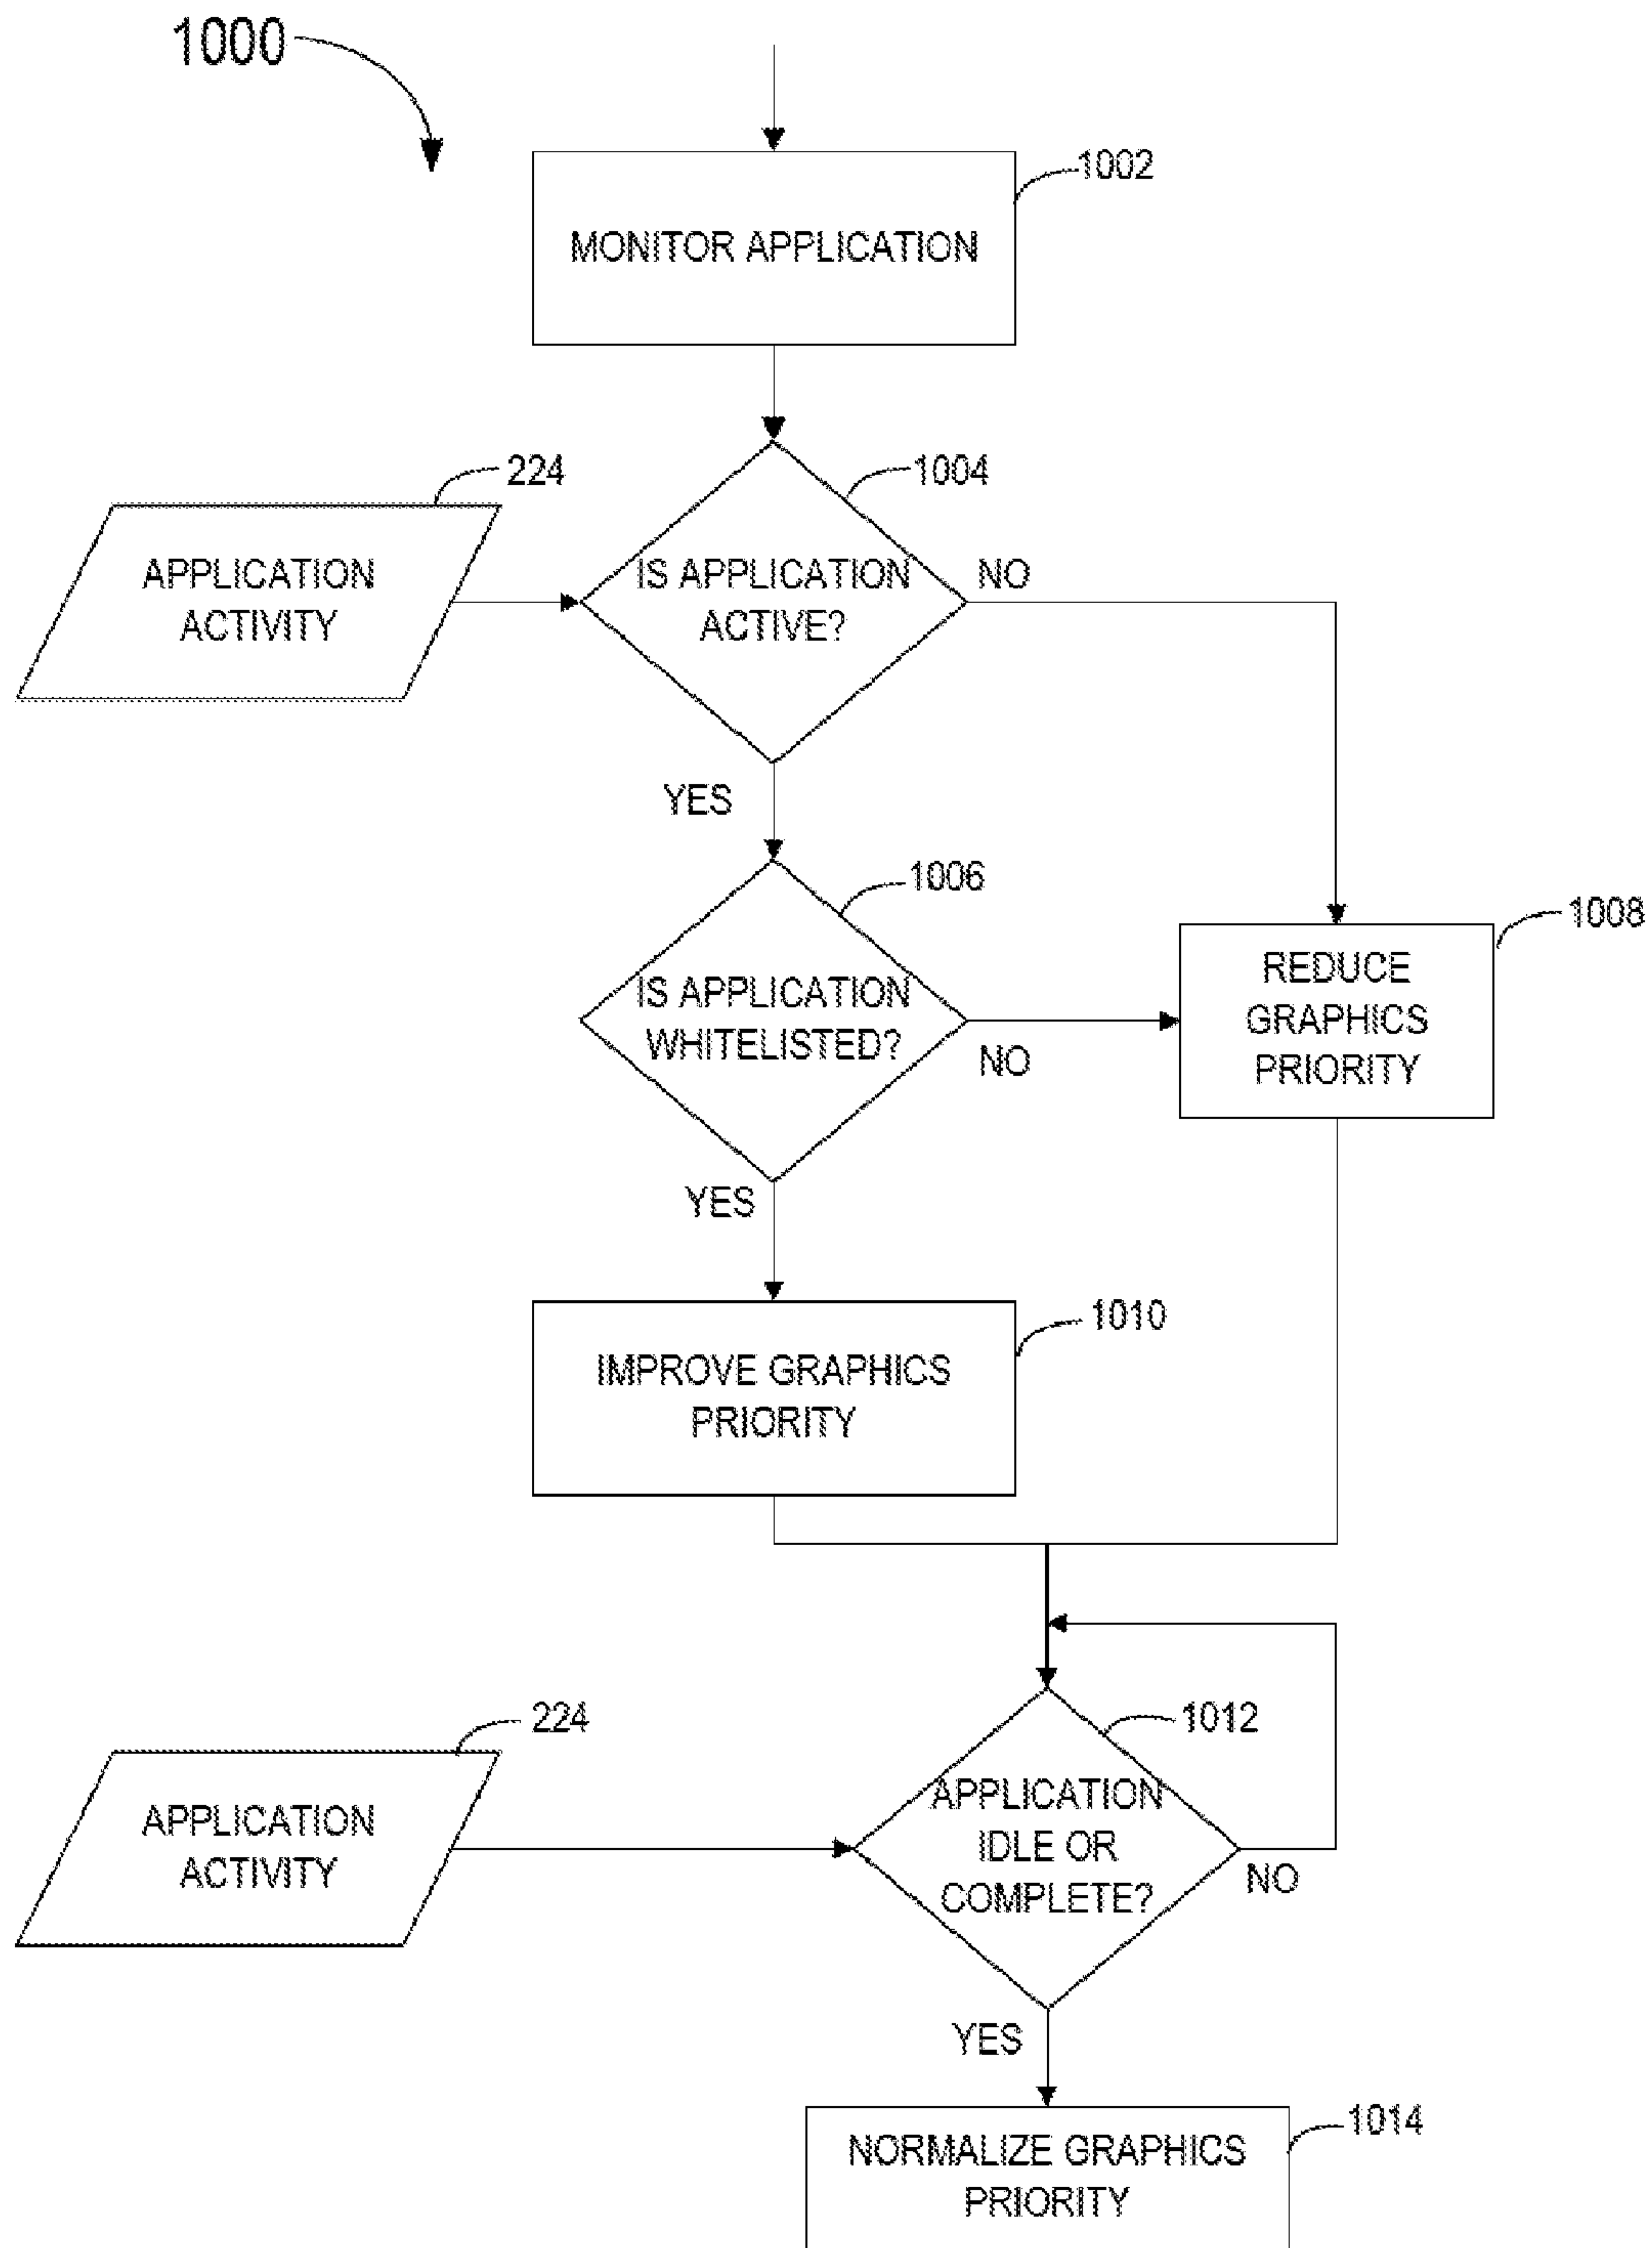 1000
1002
MONITOR APPLICATION
224
1004
APPLICATION
ACTIVITY
IS APPLICATION
ACTIVE?
NO
YES
1006
1008
IS APPLICATION
WHITELISTED?
NO
REDUCE
GRAPHICS
PRIORITY
YES
1010
IMPROVE GRAPHICS
PRIORITY
224
1012
APPLICATION
ACTIVITY
APPLICATION
IDLE OR
COMPLETE?
NO
YES
1014
NORMALIZE GRAPHICS
PRIORITY